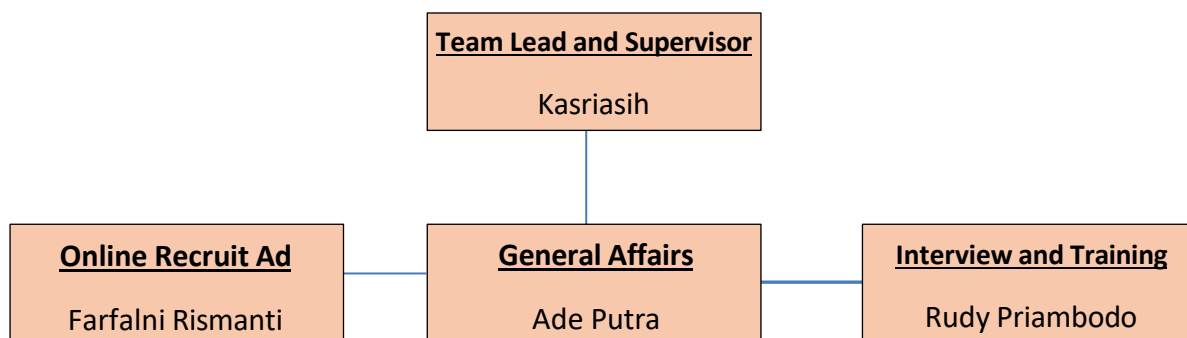 Team Lead and Supervisor
Kasriasih
Online Recruit Ad
Farfalni Rismanti
General Affairs
Ade Putra
Interview and Training
Rudy Priambodo